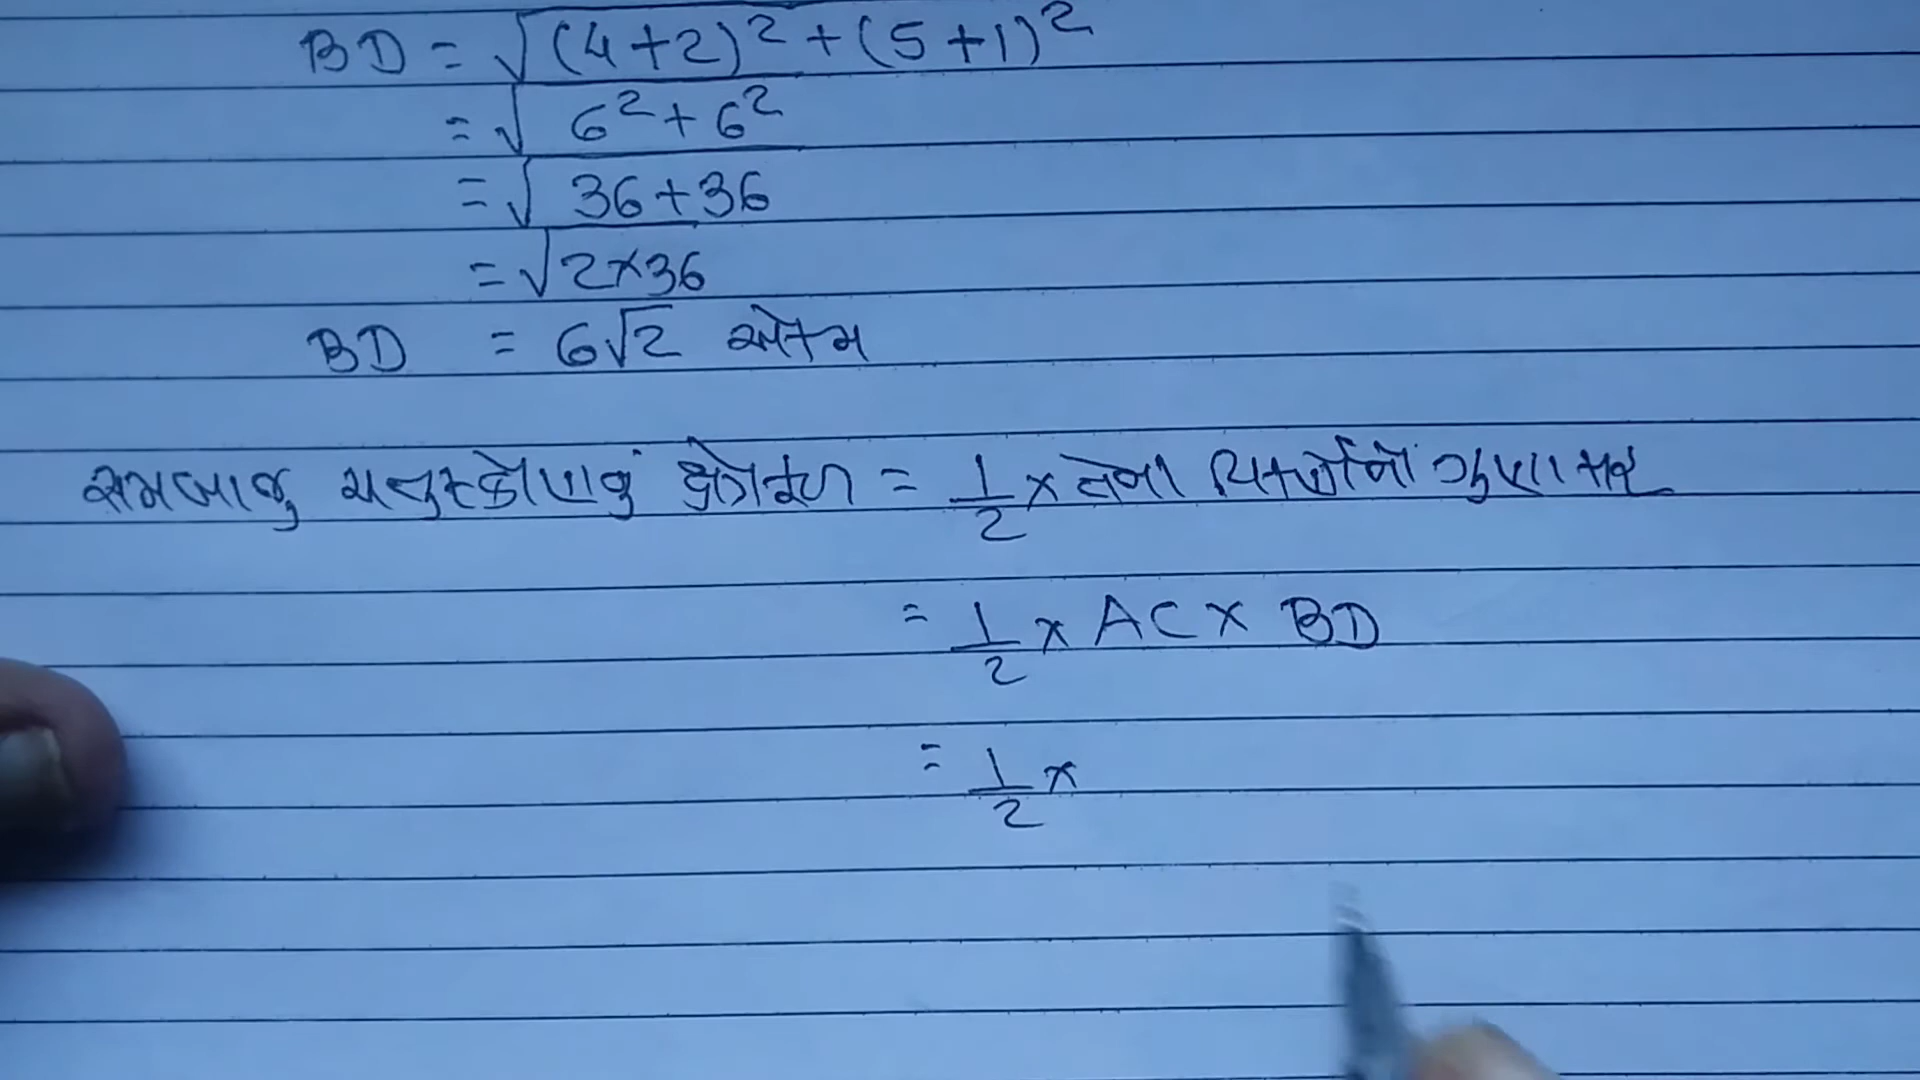 BD = √(4+2)² + (5+1)²
= √6² + 6²
= √36+36
= √2×36
BD = 6√2 એકમ
સમબાજુ ચતુષ્કોણનું ક્ષેત્રફળ = 1/2 × તેના વિકર્ણોનો ગુણાકાર
= 1/2 × AC × BD
= 1/2 ×